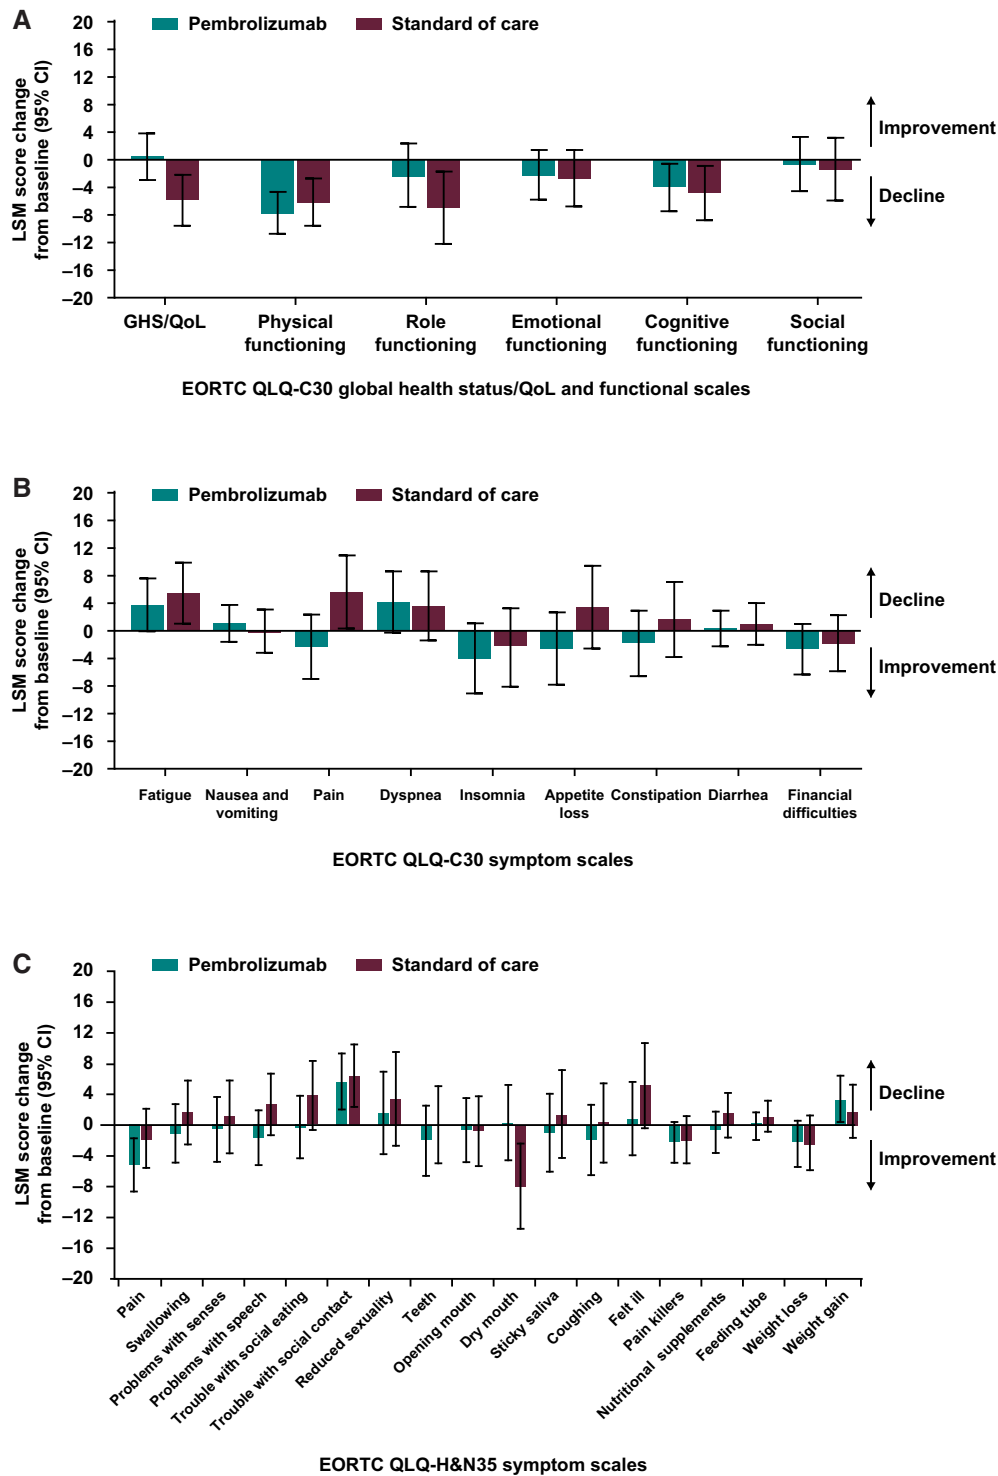 A
Pembrolizumab
Standard of care
LSM score change
from baseline (95% CI)
20
16
12
8
4
0
–4
–8
–12
–16
–20
Improvement
Decline
GHS/QoL
Physical
functioning
Role
functioning
Emotional
functioning
Cognitive
functioning
Social
functioning
EORTC QLQ-C30 global health status/QoL and functional scales
B
Pembrolizumab
Standard of care
LSM score change
from baseline (95% CI)
20
16
12
8
4
0
–4
–8
–12
–16
–20
Decline
Improvement
Fatigue
Nausea and
vomiting
Pain
Dyspnea
Insomnia
Appetite
loss
Constipation
Diarrhea
Financial
difficulties
EORTC QLQ-C30 symptom scales
C
Pembrolizumab
Standard of care
LSM score change
from baseline (95% CI)
20
16
12
8
4
0
–4
–8
–12
–16
–20
Decline
Improvement
Pain
Swallowing
Problems with senses
Problems with speech
Trouble with social eating
Trouble with social contact
Reduced sexuality
Teeth
Opening mouth
Dry mouth
Sticky saliva
Coughing
Felt ill
Pain killers
Nutritional supplements
Feeding tube
Weight loss
Weight gain
EORTC QLQ-H&N35 symptom scales